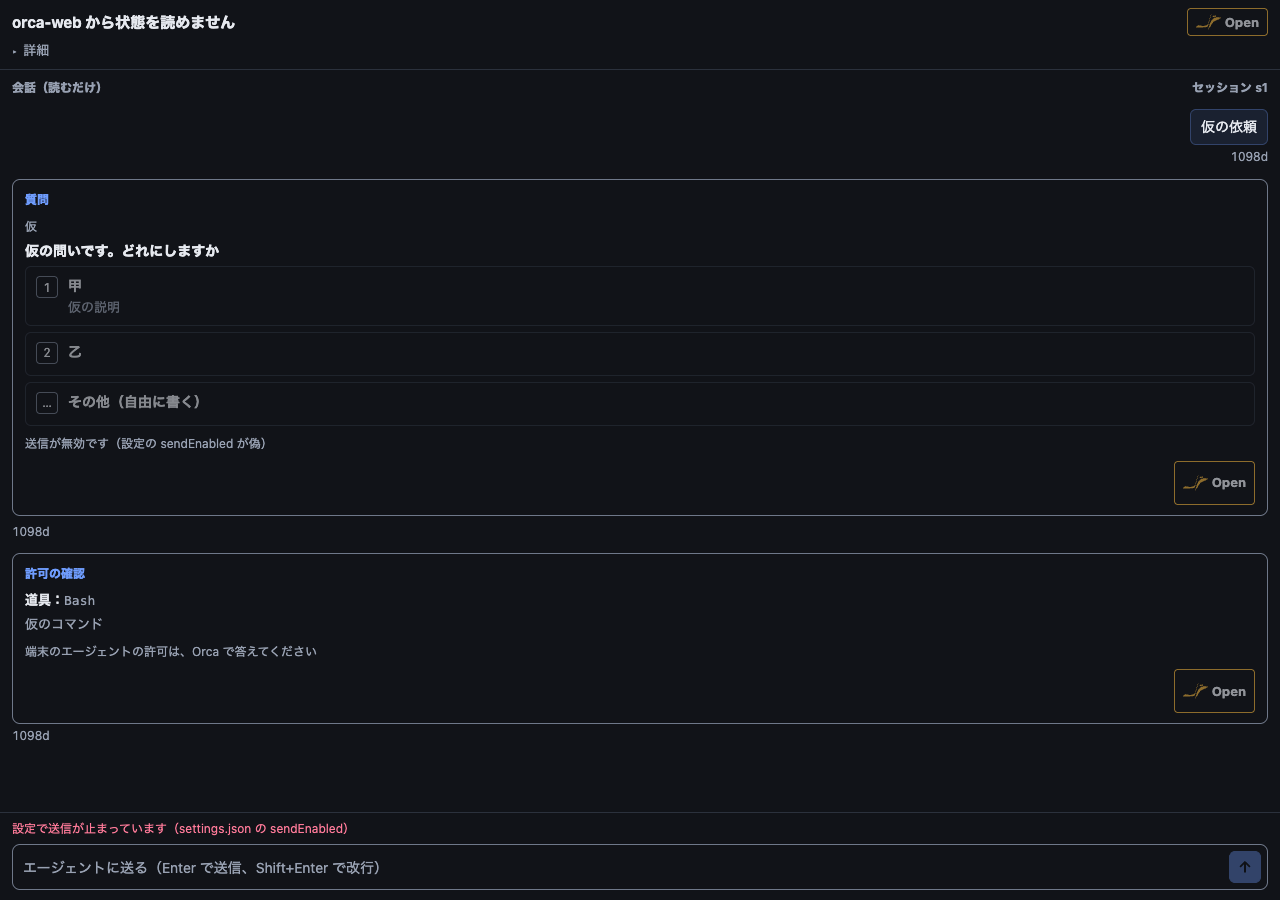 orca-web から状態を読めません
Open
▸ 詳細
会話（読むだけ）
セッション s1
仮の依頼
1098d
質問
仮
仮の問いです。どれにしますか
1 甲
仮の説明
2 乙
… その他（自由に書く）
送信が無効です（設定の sendEnabled が偽）
Open
1098d
許可の確認
道具：Bash
仮のコマンド
端末のエージェントの許可は、Orca で答えてください
Open
1098d
設定で送信が止まっています（settings.json の sendEnabled）
エージェントに送る（Enter で送信、Shift+Enter で改行）